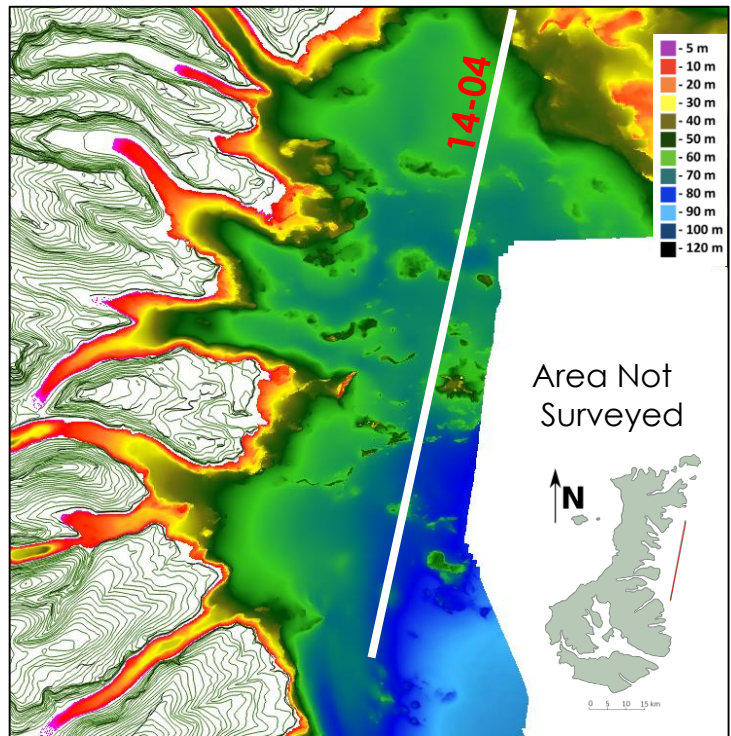 14-04
- 5 m
- 10 m
- 20 m
- 30 m
- 40 m
- 50 m
- 60 m
- 70 m
- 80 m
- 90 m
- 100 m
- 120 m
Area Not
Surveyed
N
0 5 10 15 km